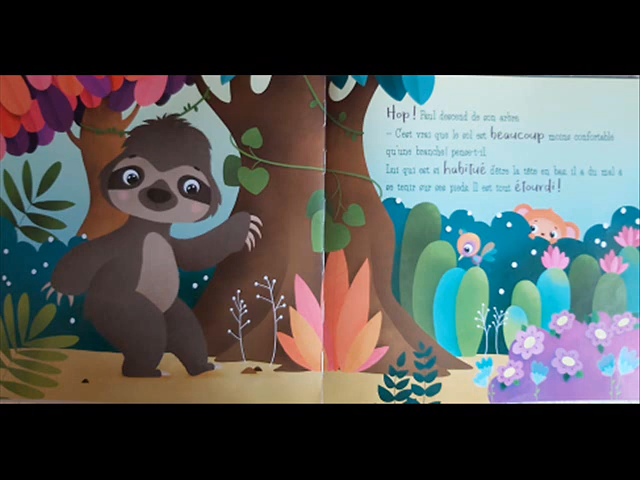 Hop ! Paul descend de son arbre.
– C'est vrai que le sol est beaucoup moins confortable
qu'une branche ! pense-t-il.
Lui qui est si habitué d'être la tête en bas, il a du mal à
se tenir sur ses pieds. Il est tout étourdi !